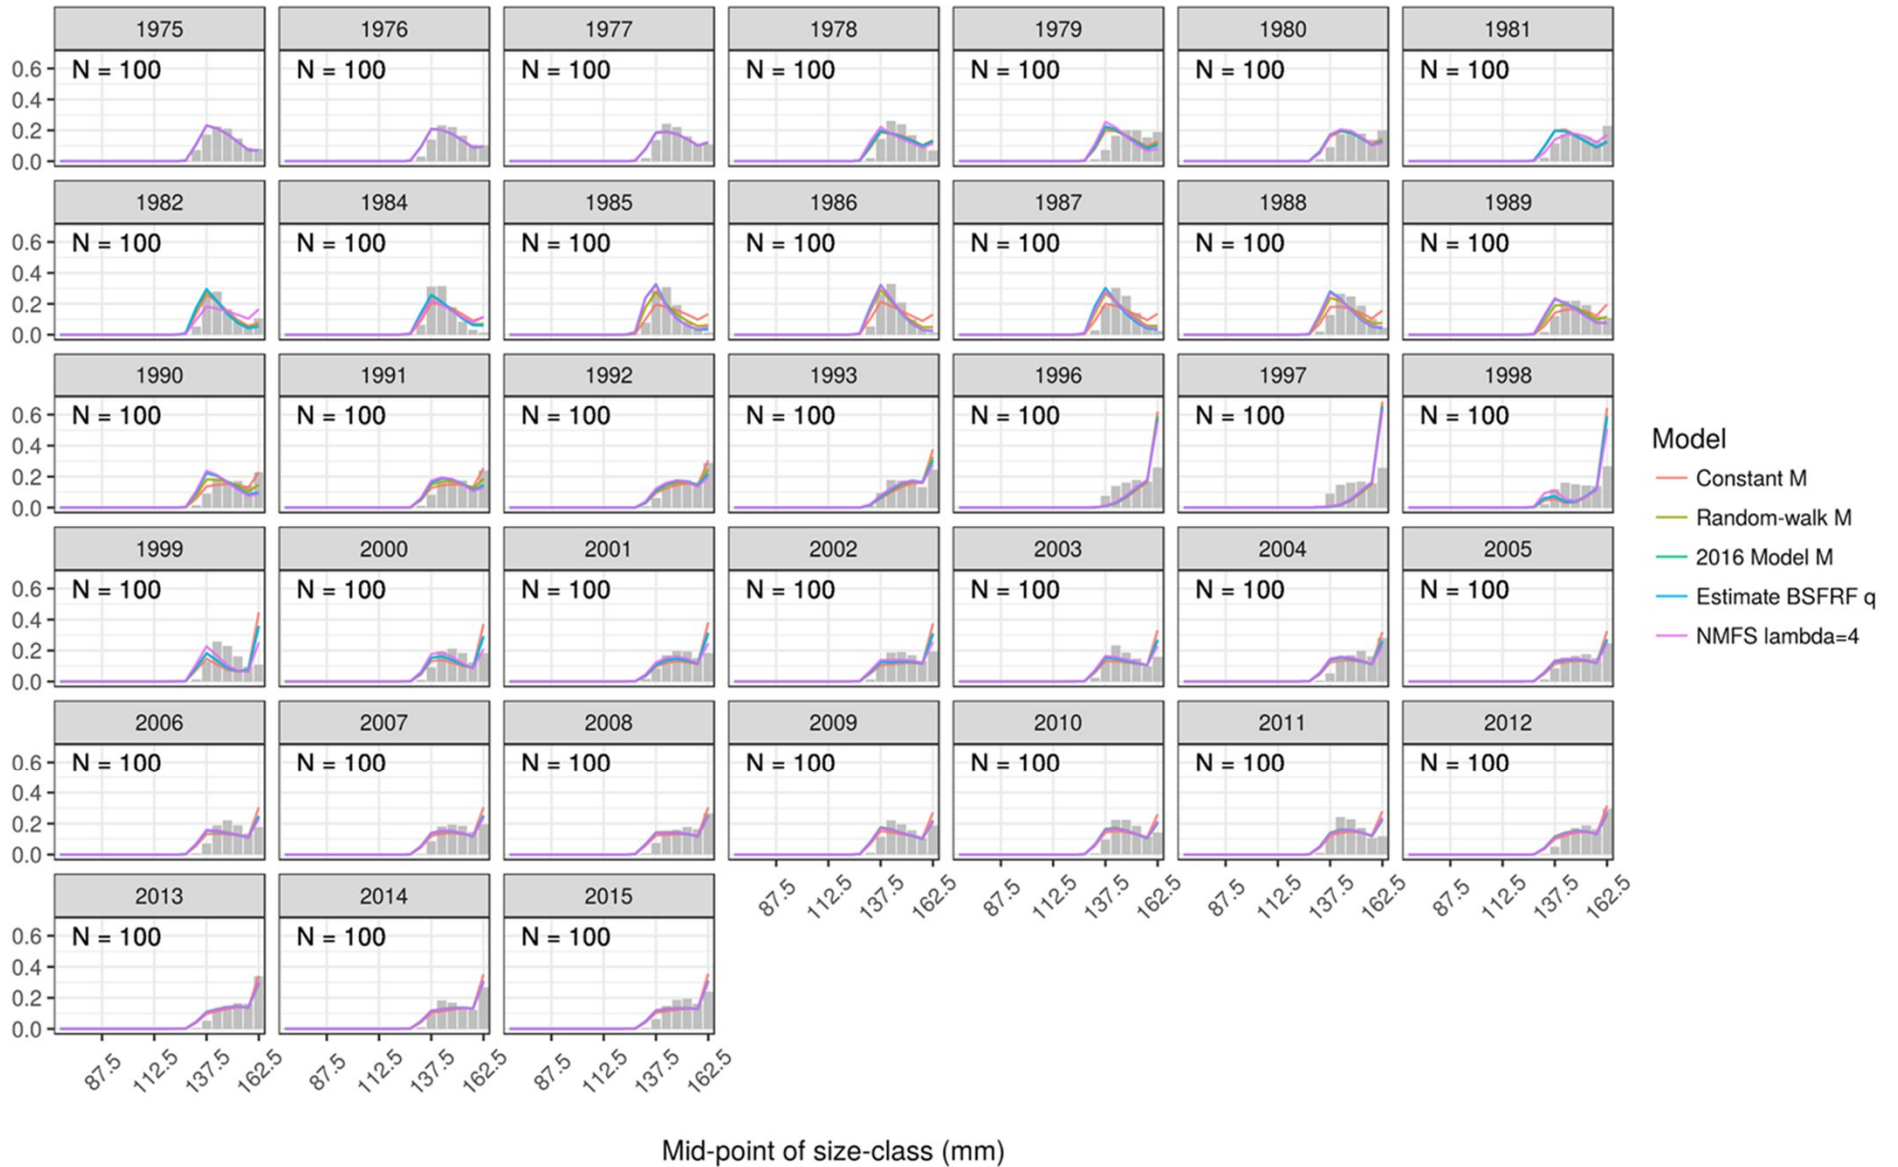 1975 1976 1977 1978 1979 1980 1981
N = 100 N = 100 N = 100 N = 100 N = 100 N = 100 N = 100
0.6
0.4
0.2
0.0
1982 1984 1985 1986 1987 1988 1989
N = 100 N = 100 N = 100 N = 100 N = 100 N = 100 N = 100
0.6
0.4
0.2
0.0
1990 1991 1992 1993 1996 1997 1998
N = 100 N = 100 N = 100 N = 100 N = 100 N = 100 N = 100
0.6
0.4
0.2
0.0
1999 2000 2001 2002 2003 2004 2005
N = 100 N = 100 N = 100 N = 100 N = 100 N = 100 N = 100
0.6
0.4
0.2
0.0
2006 2007 2008 2009 2010 2011 2012
N = 100 N = 100 N = 100 N = 100 N = 100 N = 100 N = 100
0.6
0.4
0.2
0.0
87.5 112.5 137.5 162.5 87.5 112.5 137.5 162.5 87.5 112.5 137.5 162.5 87.5 112.5 137.5 162.5
2013 2014 2015
N = 100 N = 100 N = 100
0.6
0.4
0.2
0.0
87.5 112.5 137.5 162.5 87.5 112.5 137.5 162.5 87.5 112.5 137.5 162.5
Mid-point of size-class (mm)
Model
Constant M
Random-walk M
2016 Model M
Estimate BSFRF q
NMFS lambda=4